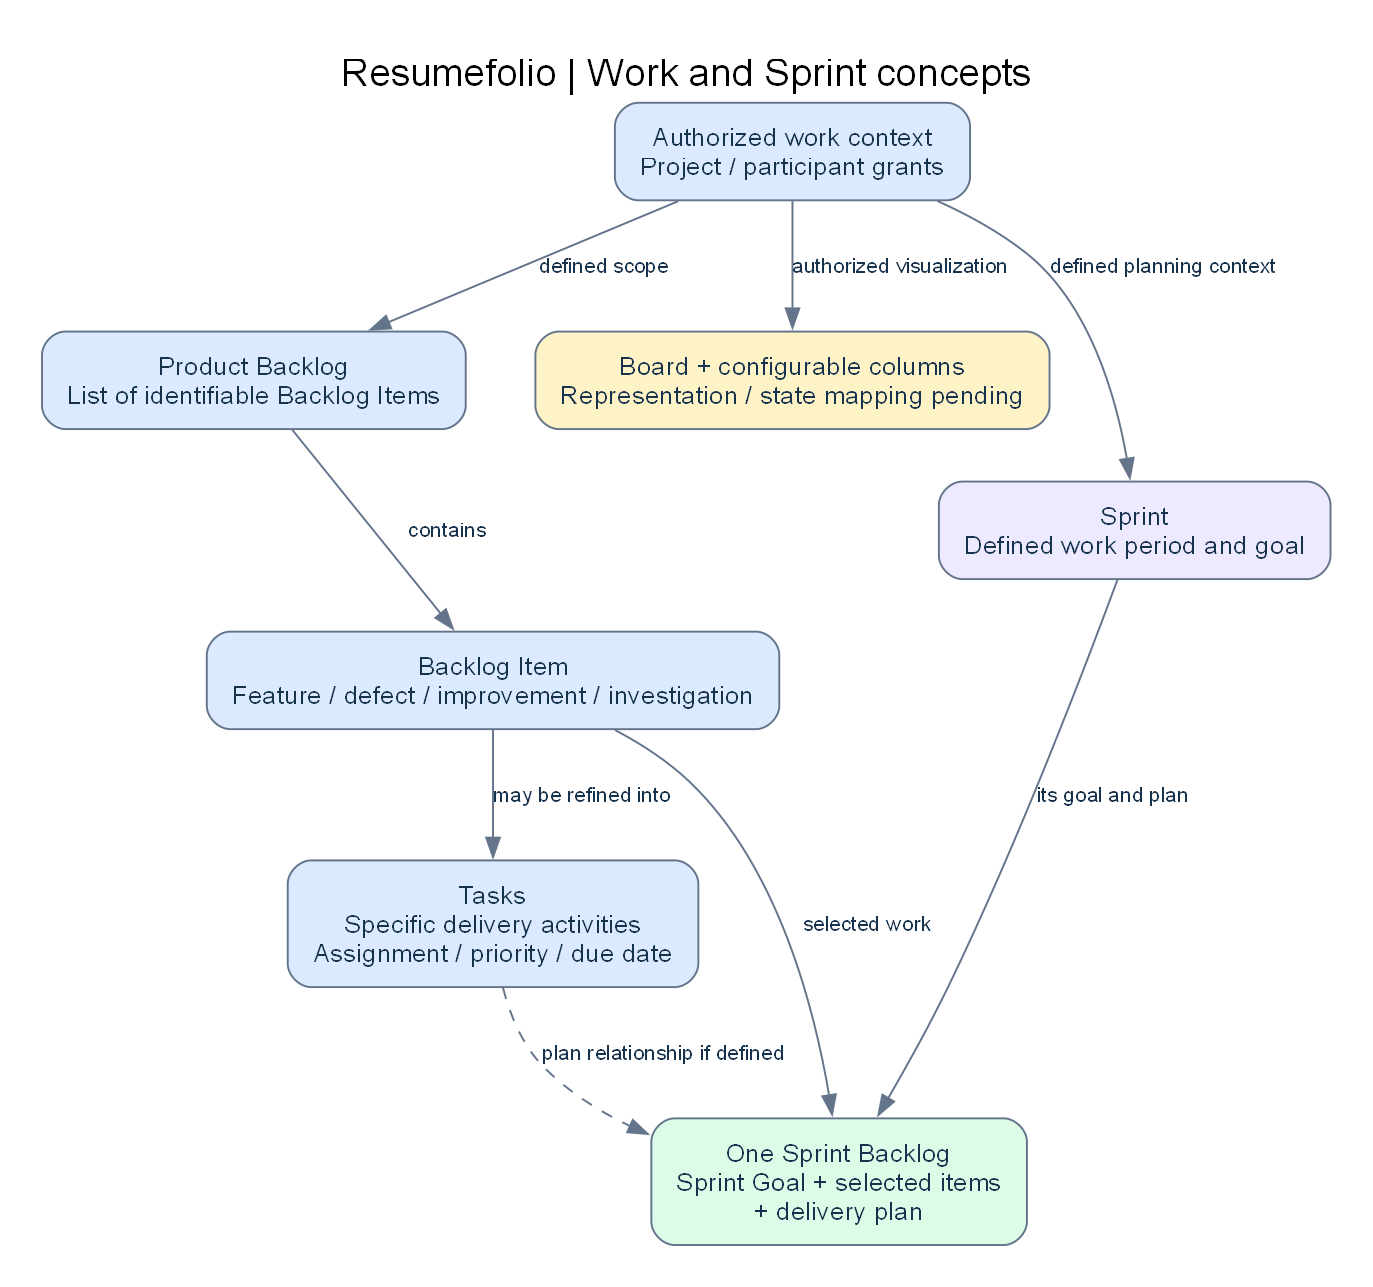 Resumefolio | Work and Sprint concepts
Authorized work context
Project / participant grants
defined scope
authorized visualization
defined planning context
Product Backlog
List of identifiable Backlog Items
Board + configurable columns
Representation / state mapping pending
Sprint
Defined work period and goal
contains
Backlog Item
Feature / defect / improvement / investigation
may be refined into
its goal and plan
Tasks
Specific delivery activities
Assignment / priority / due date
selected work
plan relationship if defined
One Sprint Backlog
Sprint Goal + selected items
+ delivery plan